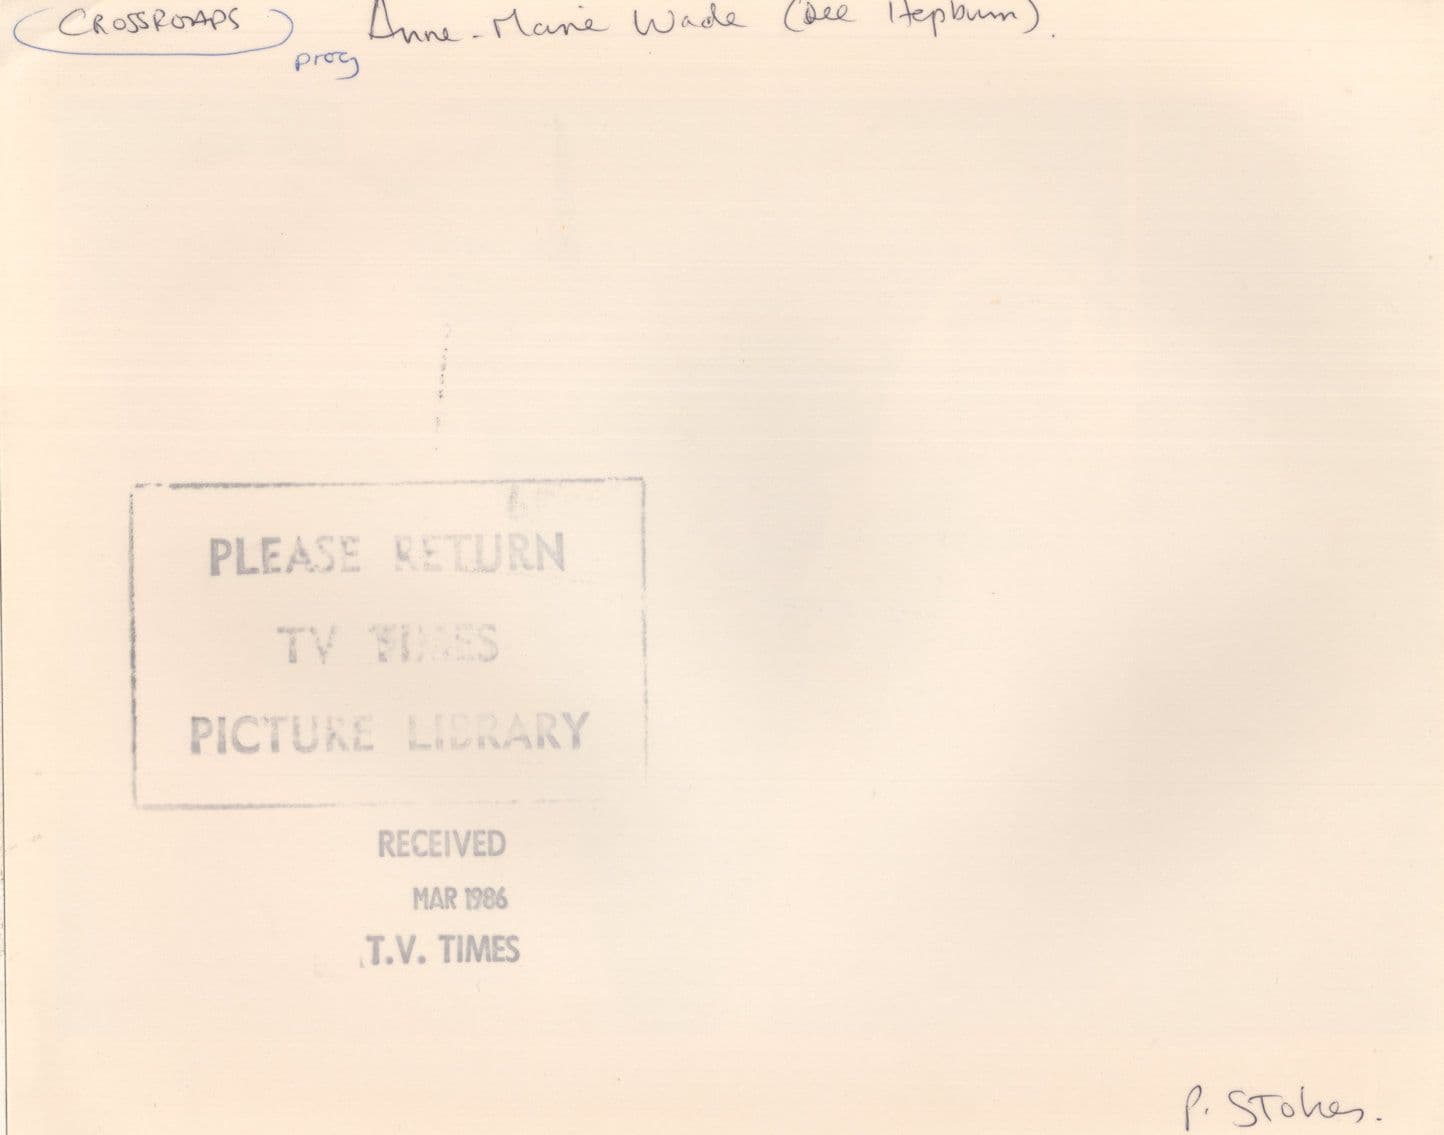 CROSSROADS Anne-Marie Wade (Dee Hepburn).
prog
PLEASE RETURN
TV TIMES
PICTURE LIBRARY
RECEIVED
MAR 1986
T.V. TIMES
P. Stokes.